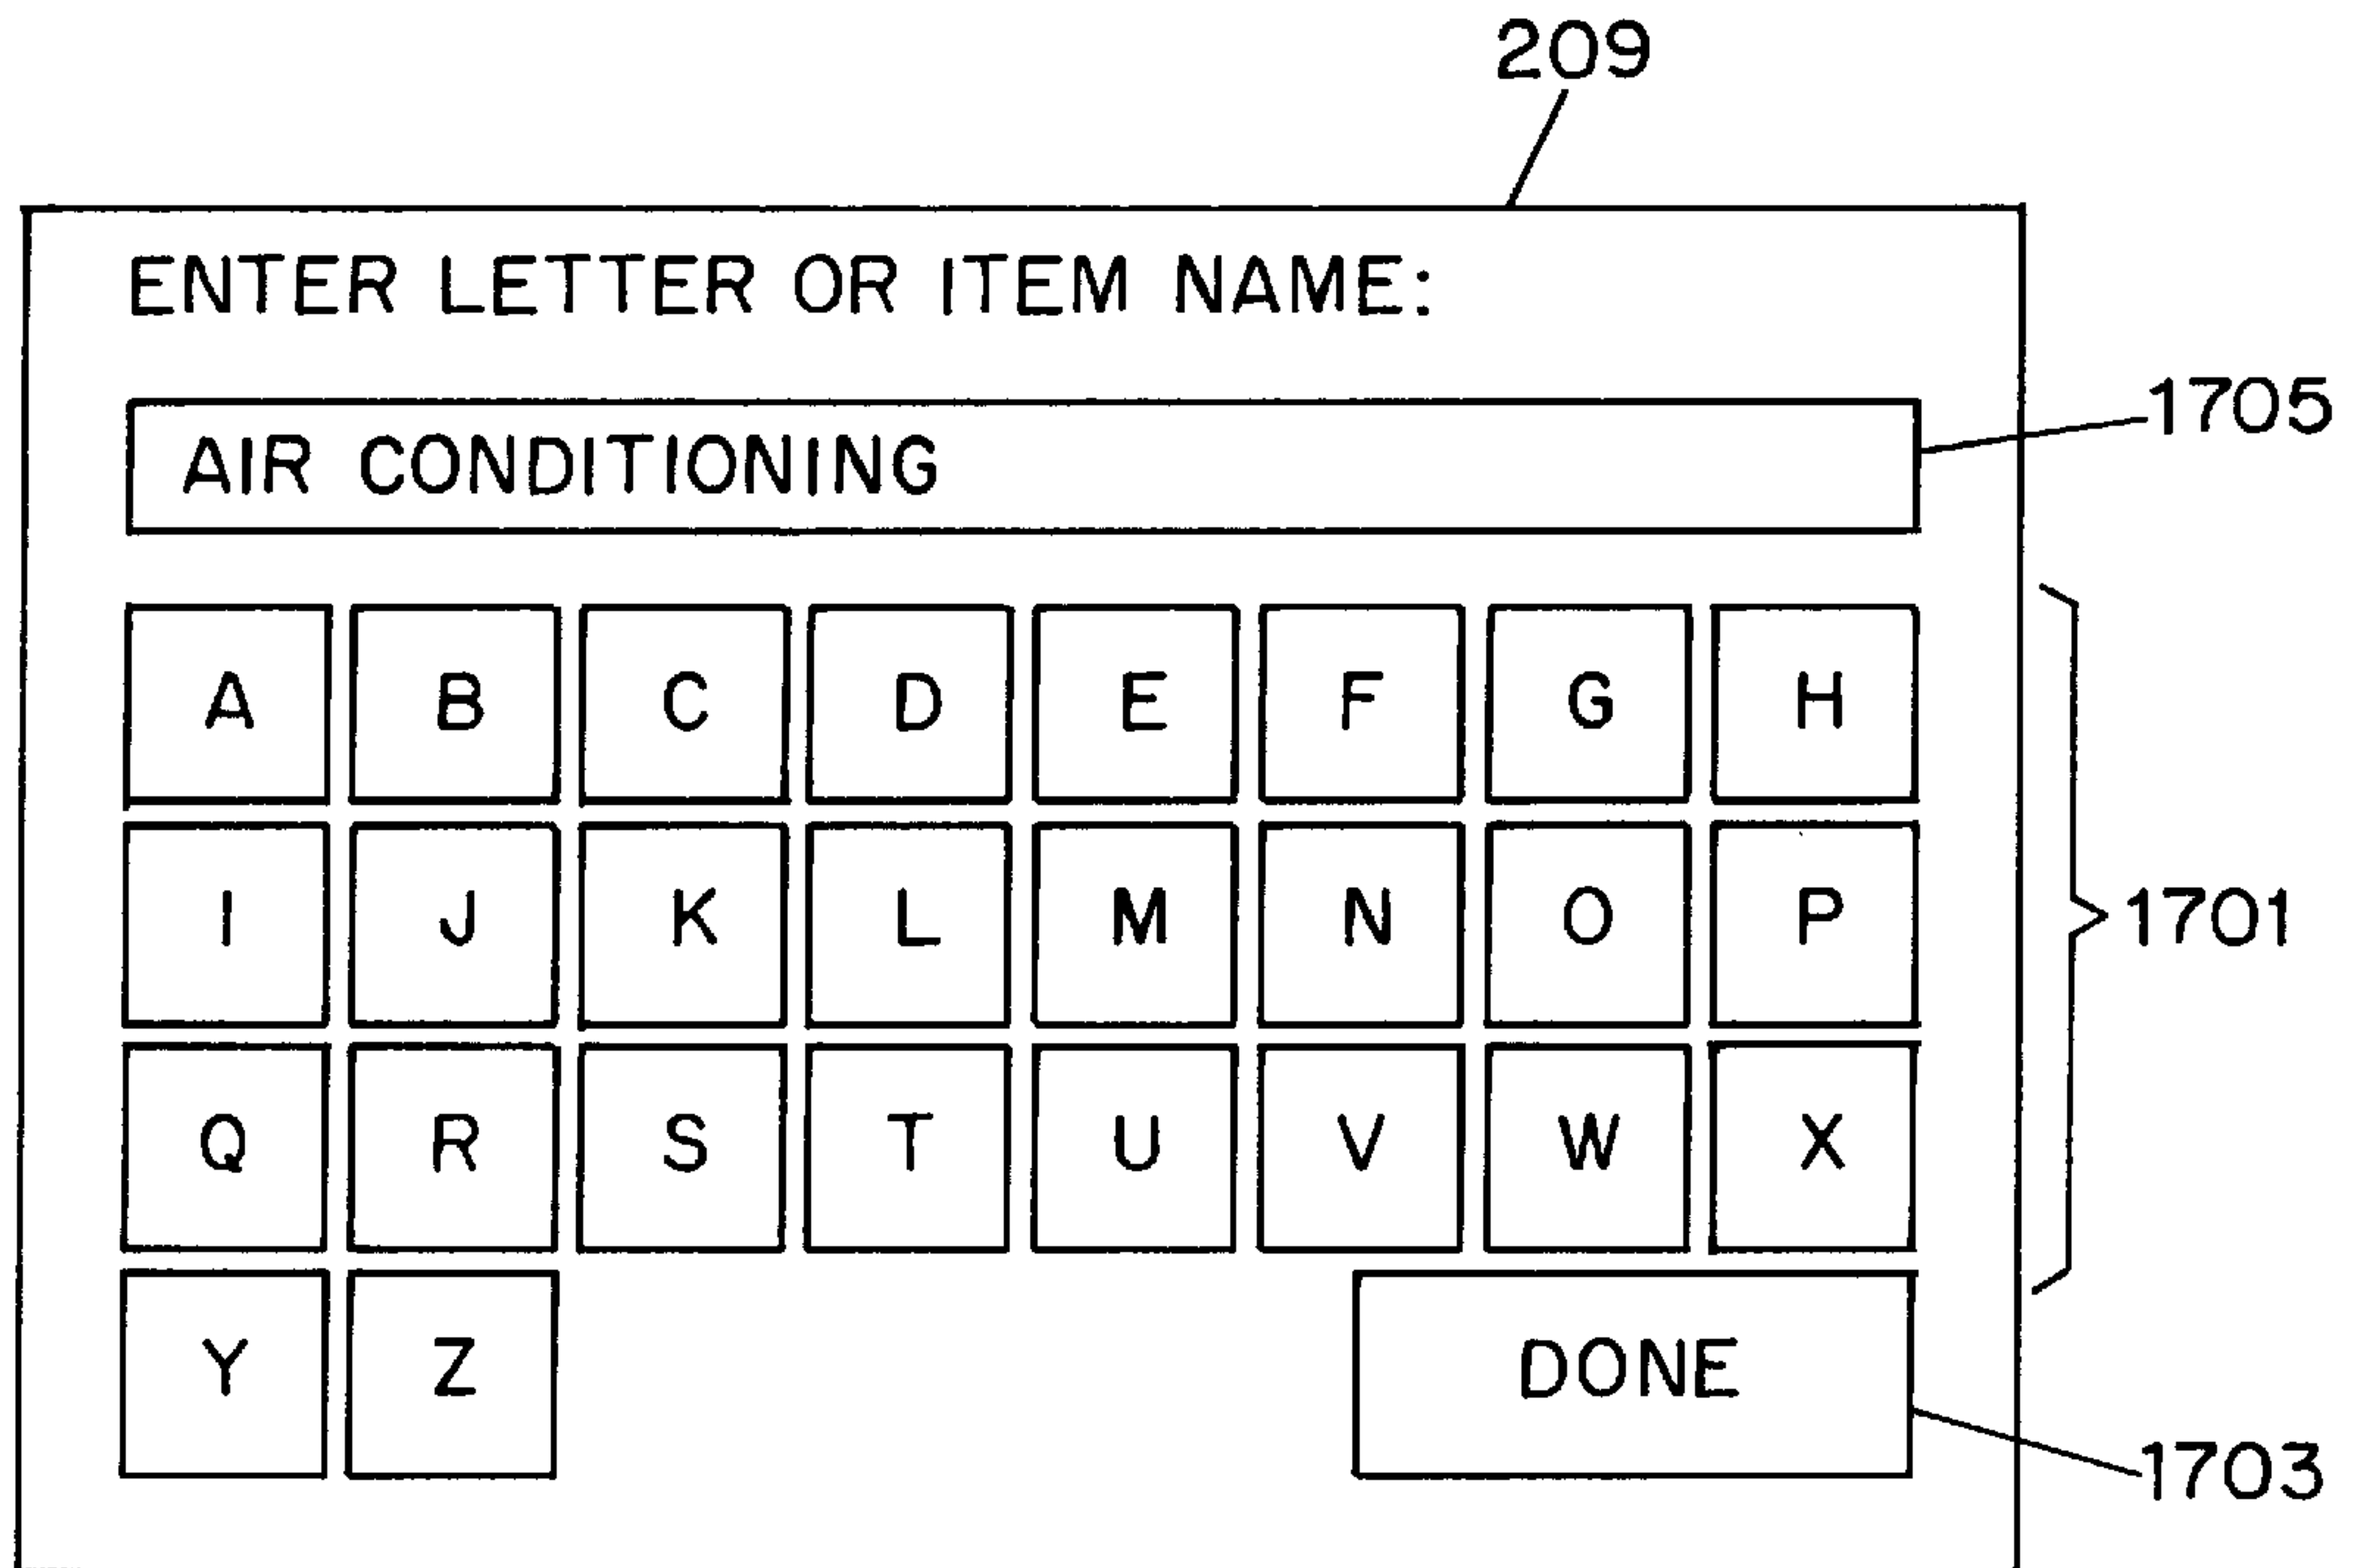 209
ENTER LETTER OR ITEM NAME:
1705
AIR CONDITIONING
A B C D E F G H
I J K L M N O P
1701
Q R S T U V W X
Y Z DONE
1703